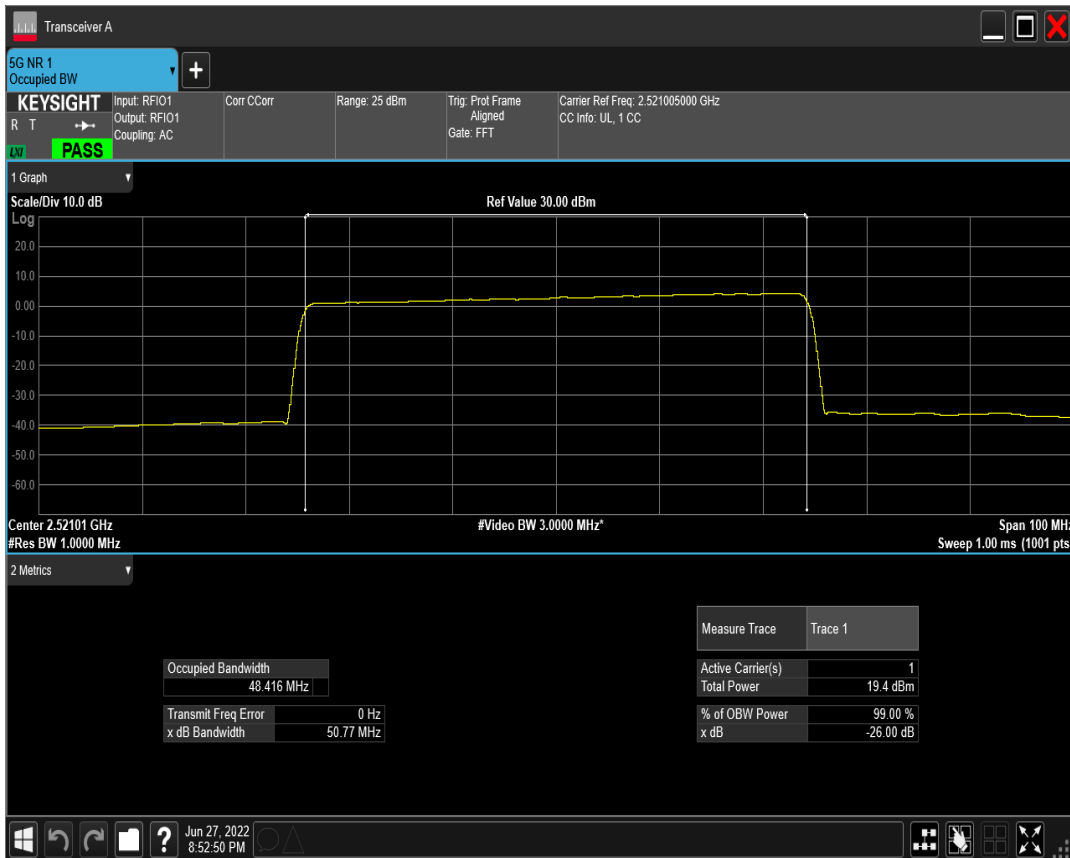 Transceiver A
5G NR 1
Occupied BW
+
KEYSIGHT
R T
LXI PASS
Input: RFIO1
Output: RFIO1
Coupling: AC
Corr CCorr
Range: 25 dBm
Trig: Prot Frame
Aligned
Gate: FFT
Carrier Ref Freq: 2.521005000 GHz
CC Info: UL, 1 CC
1 Graph
Scale/Div 10.0 dB
Ref Value 30.00 dBm
Log
20.0
10.0
0.00
-10.0
-20.0
-30.0
-40.0
-50.0
-60.0
Center 2.52101 GHz
#Video BW 3.0000 MHz*
Span 100 MHz
#Res BW 1.0000 MHz
Sweep 1.00 ms (1001 pts
2 Metrics
Measure Trace Trace 1
Occupied Bandwidth
48.416 MHz
Active Carrier(s) 1
Total Power 19.4 dBm
Transmit Freq Error 0 Hz
x dB Bandwidth 50.77 MHz
% of OBW Power 99.00 %
x dB -26.00 dB
?
Jun 27, 2022
8:52:50 PM